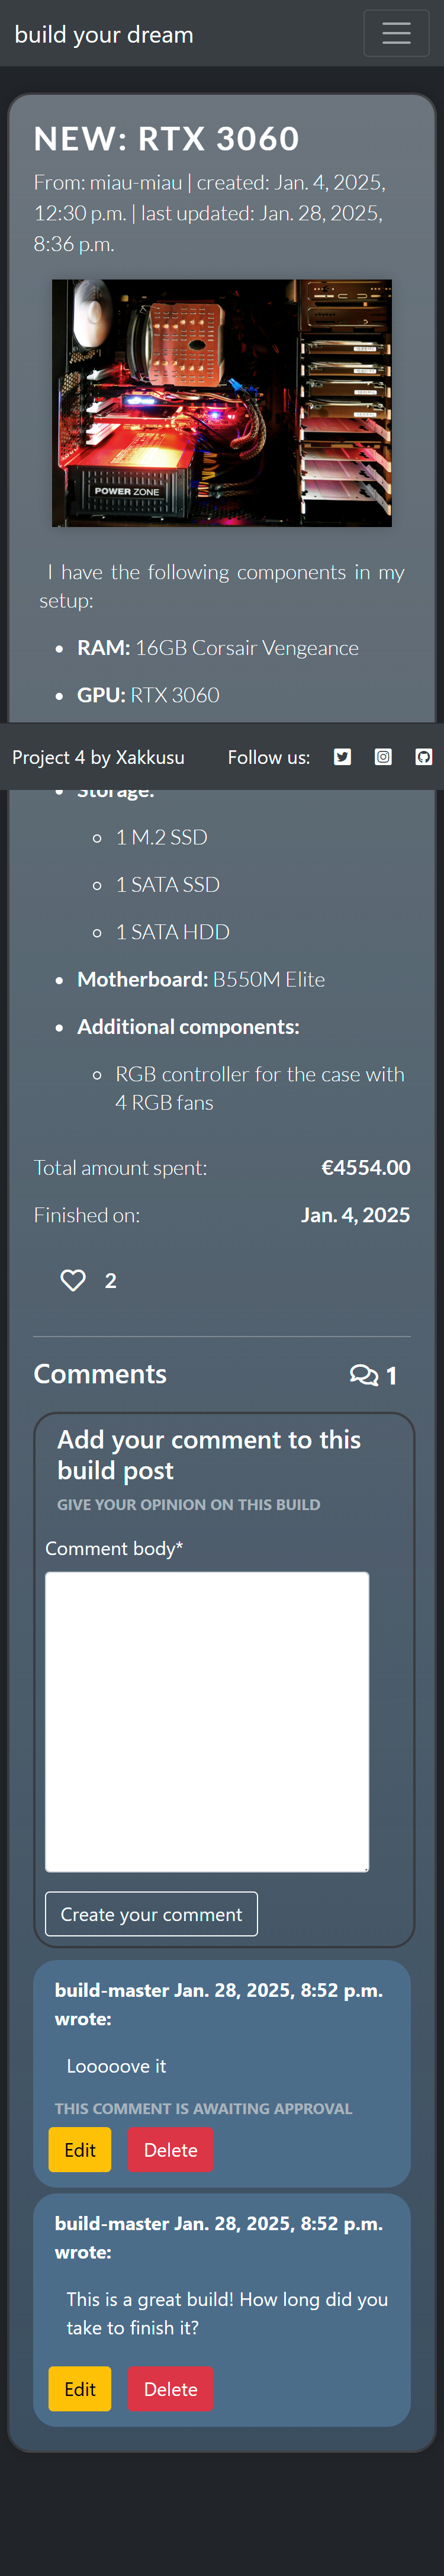 build your dream
NEW: RTX 3060
From: miau-miau | created: Jan. 4, 2025,
12:30 p.m. | last updated: Jan. 28, 2025,
8:36 p.m.
POWER ZONE
I have the following components in my
setup:
• RAM: 16GB Corsair Vengeance
• GPU: RTX 3060
Project 4 by Xakkusu Follow us:
• Storage:
◦ 1 M.2 SSD
◦ 1 SATA SSD
◦ 1 SATA HDD
• Motherboard: B550M Elite
• Additional components:
◦ RGB controller for the case with
4 RGB fans
Total amount spent: €4554.00
Finished on: Jan. 4, 2025
2
Comments 1
Add your comment to this
build post
GIVE YOUR OPINION ON THIS BUILD
Comment body*
Create your comment
build-master Jan. 28, 2025, 8:52 p.m.
wrote:
Looooove it
THIS COMMENT IS AWAITING APPROVAL
Edit Delete
build-master Jan. 28, 2025, 8:52 p.m.
wrote:
This is a great build! How long did you
take to finish it?
Edit Delete